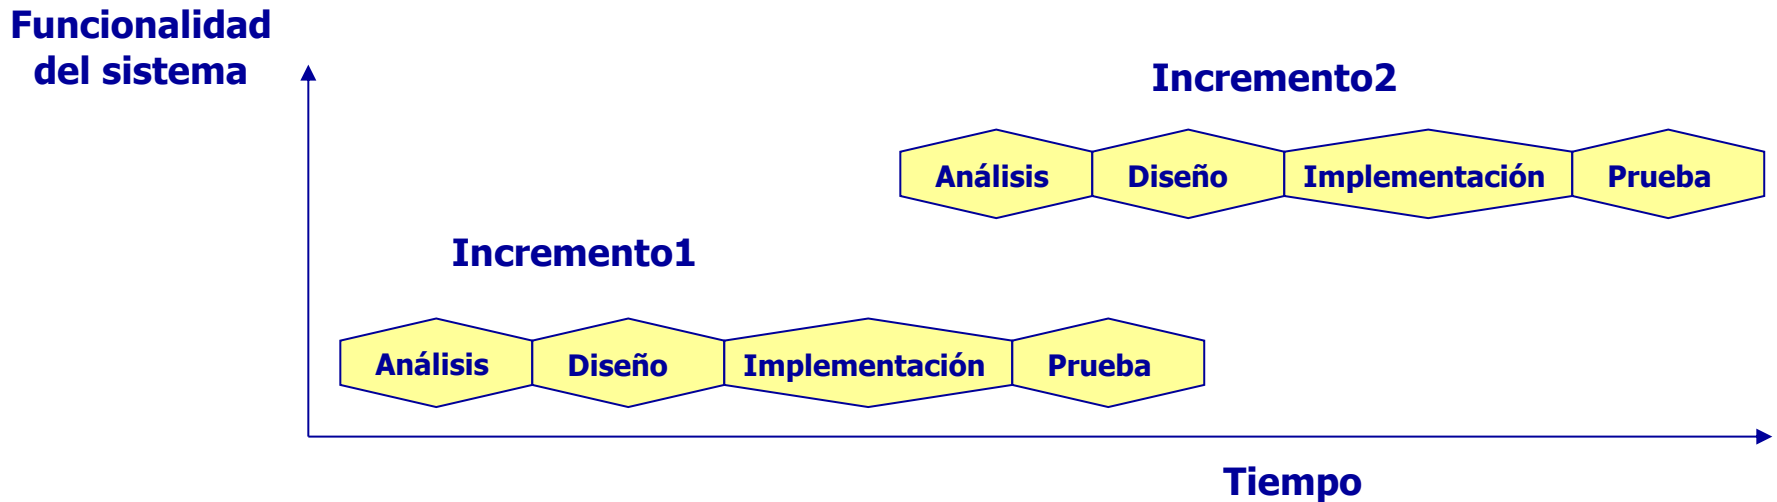 Funcionalidad
del sistema
Incremento2
Análisis
Diseño
Implementación
Prueba
Incremento1
Análisis
Diseño
Implementación
Prueba
Tiempo